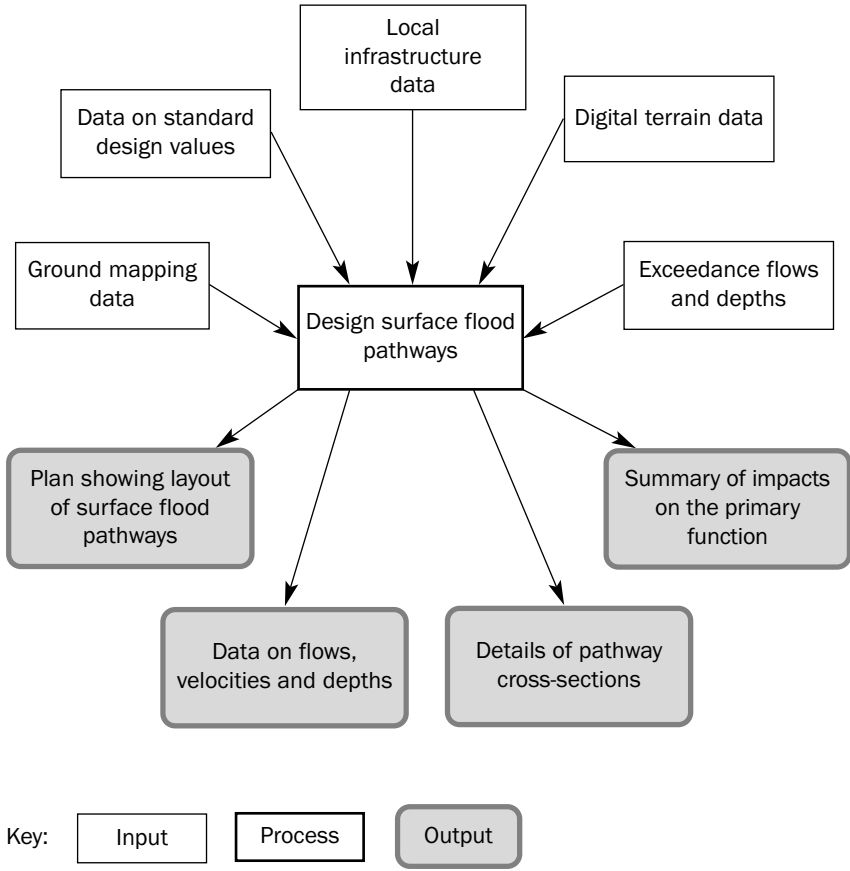 Local
infrastructure
data
Data on standard
design values
Digital terrain data
Ground mapping
data
Exceedance flows
and depths
Design surface flood
pathways
Plan showing layout
of surface flood
pathways
Summary of impacts
on the primary
function
Data on flows,
velocities and depths
Details of pathway
cross-sections
Key:
Input
Process
Output